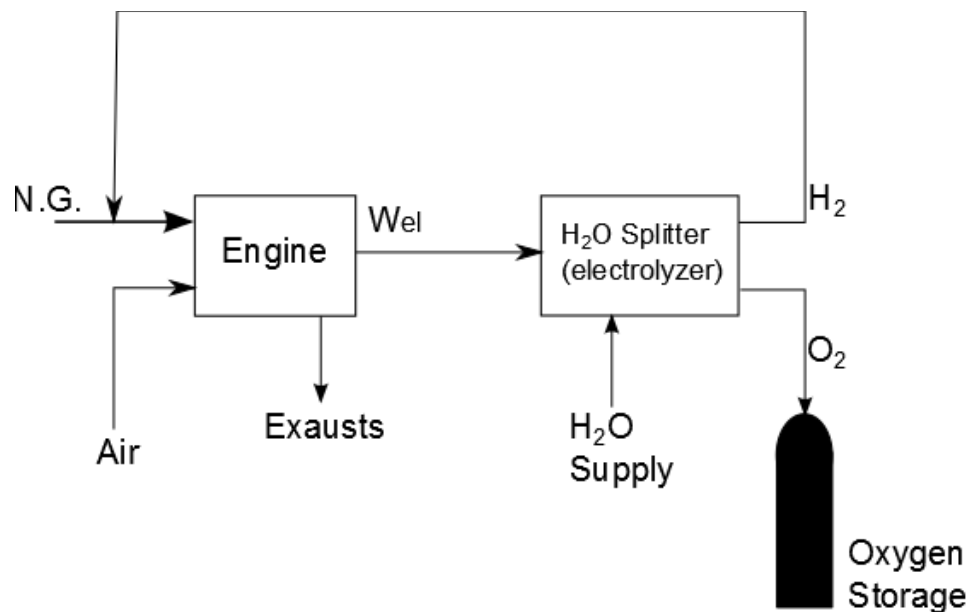 N.G.
Engine
Wel
H₂O Splitter
(electrolyzer)
H₂
O₂
Air
Exausts
H₂O
Supply
Oxygen
Storage